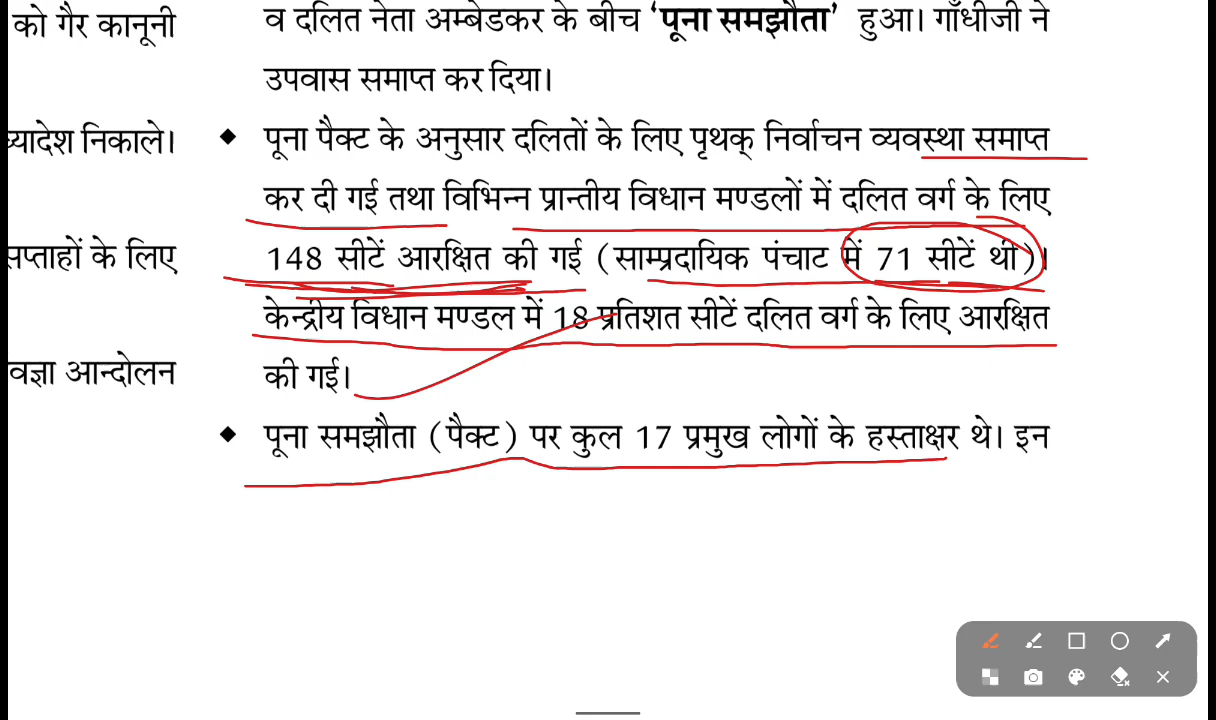 को गैर कानूनी
निकाले।
सप्ताहों के लिए
आन्दोलन
व दलित नेता अम्बेडकर के बीच 'पूना समझौता' हुआ। गाँधीजी ने
उपवास समाप्त कर दिया।
◆ पूना पैक्ट के अनुसार दलितों के लिए पृथक् निर्वाचन व्यवस्था समाप्त
कर दी गई तथा विभिन्न प्रान्तीय विधान मण्डलों में दलित वर्ग के लिए
148 सीटें आरक्षित की गई (साम्प्रदायिक पंचाट में 71 सीटें थी)।
केन्द्रीय विधान मण्डल में 18 प्रतिशत सीटें दलित वर्ग के लिए आरक्षित
की गई।
◆ पूना समझौता (पैक्ट) पर कुल 17 प्रमुख लोगों के हस्ताक्षर थे। इन